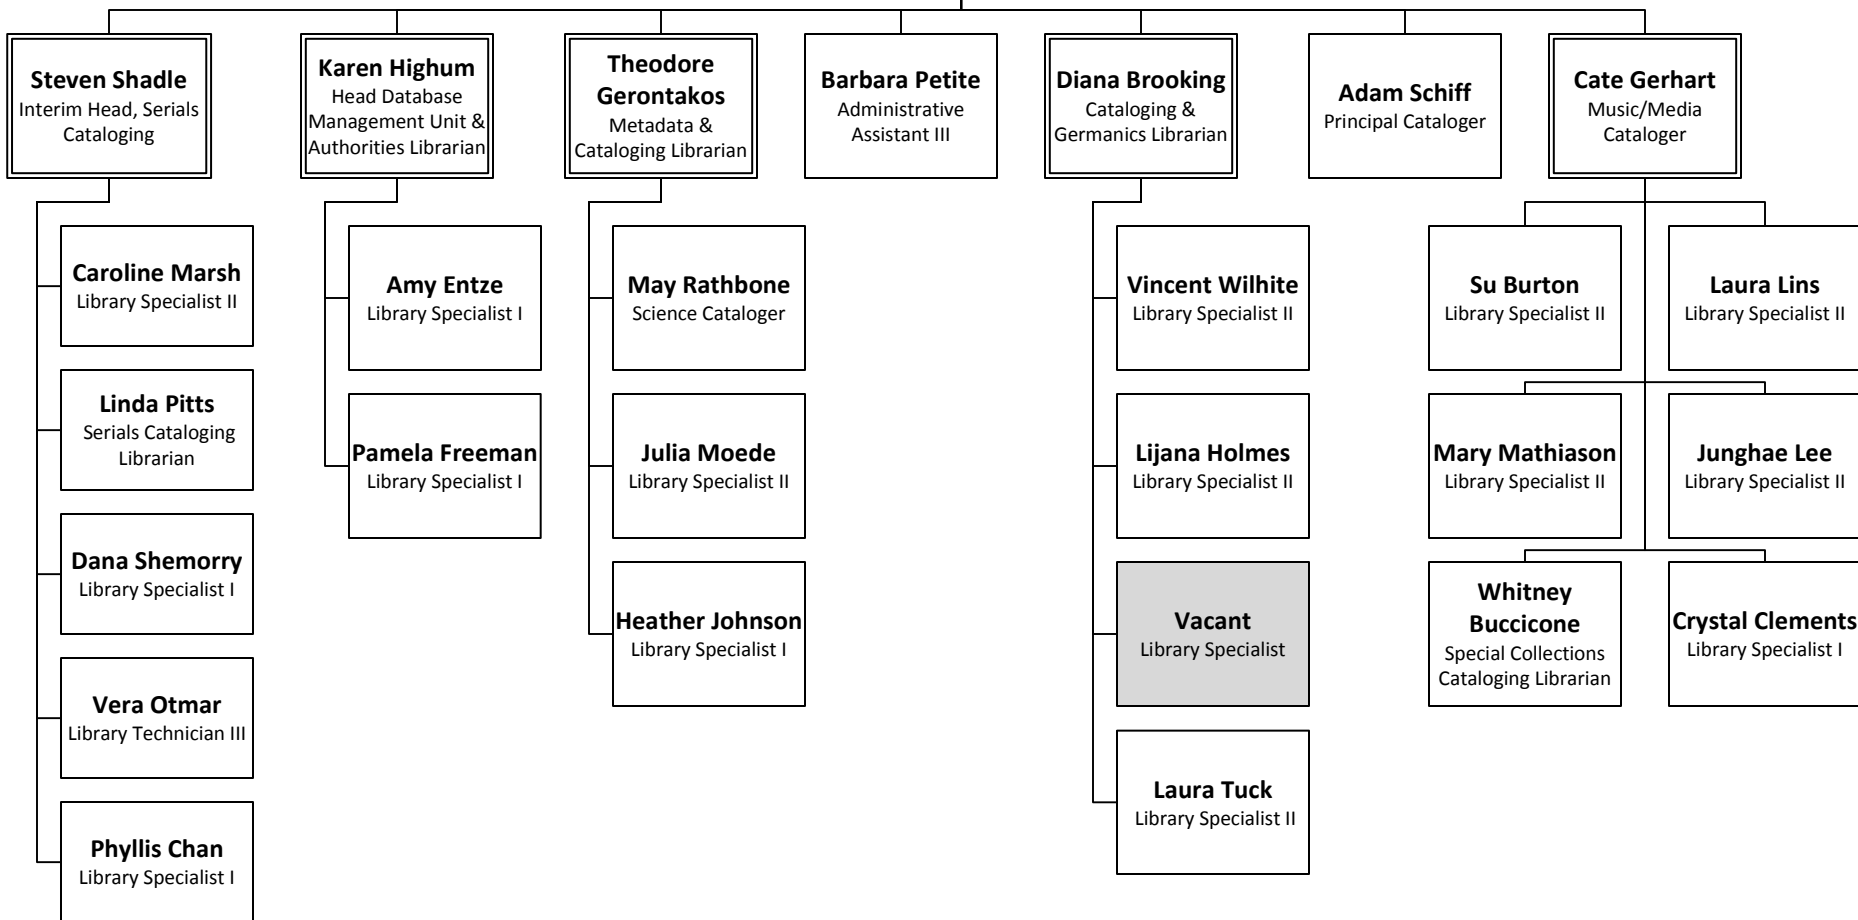 Steven Shadle
Interim Head, Serials
Cataloging
Karen Highum
Head Database
Management Unit &
Authorities Librarian
Theodore
Gerontakos
Metadata &
Cataloging Librarian
Barbara Petite
Administrative
Assistant III
Diana Brooking
Cataloging &
Germanics Librarian
Adam Schiff
Principal Cataloger
Cate Gerhart
Music/Media
Cataloger
Caroline Marsh
Library Specialist II
Linda Pitts
Serials Cataloging
Librarian
Dana Shemorry
Library Specialist I
Vera Otmar
Library Technician III
Phyllis Chan
Library Specialist I
Amy Entze
Library Specialist I
Pamela Freeman
Library Specialist I
May Rathbone
Science Cataloger
Julia Moede
Library Specialist II
Heather Johnson
Library Specialist I
Vincent Wilhite
Library Specialist II
Lijana Holmes
Library Specialist II
Vacant
Library Specialist
Laura Tuck
Library Specialist II
Su Burton
Library Specialist II
Laura Lins
Library Specialist II
Mary Mathiason
Library Specialist II
Junghae Lee
Library Specialist II
Whitney
Buccicone
Special Collections
Cataloging Librarian
Crystal Clements
Library Specialist I